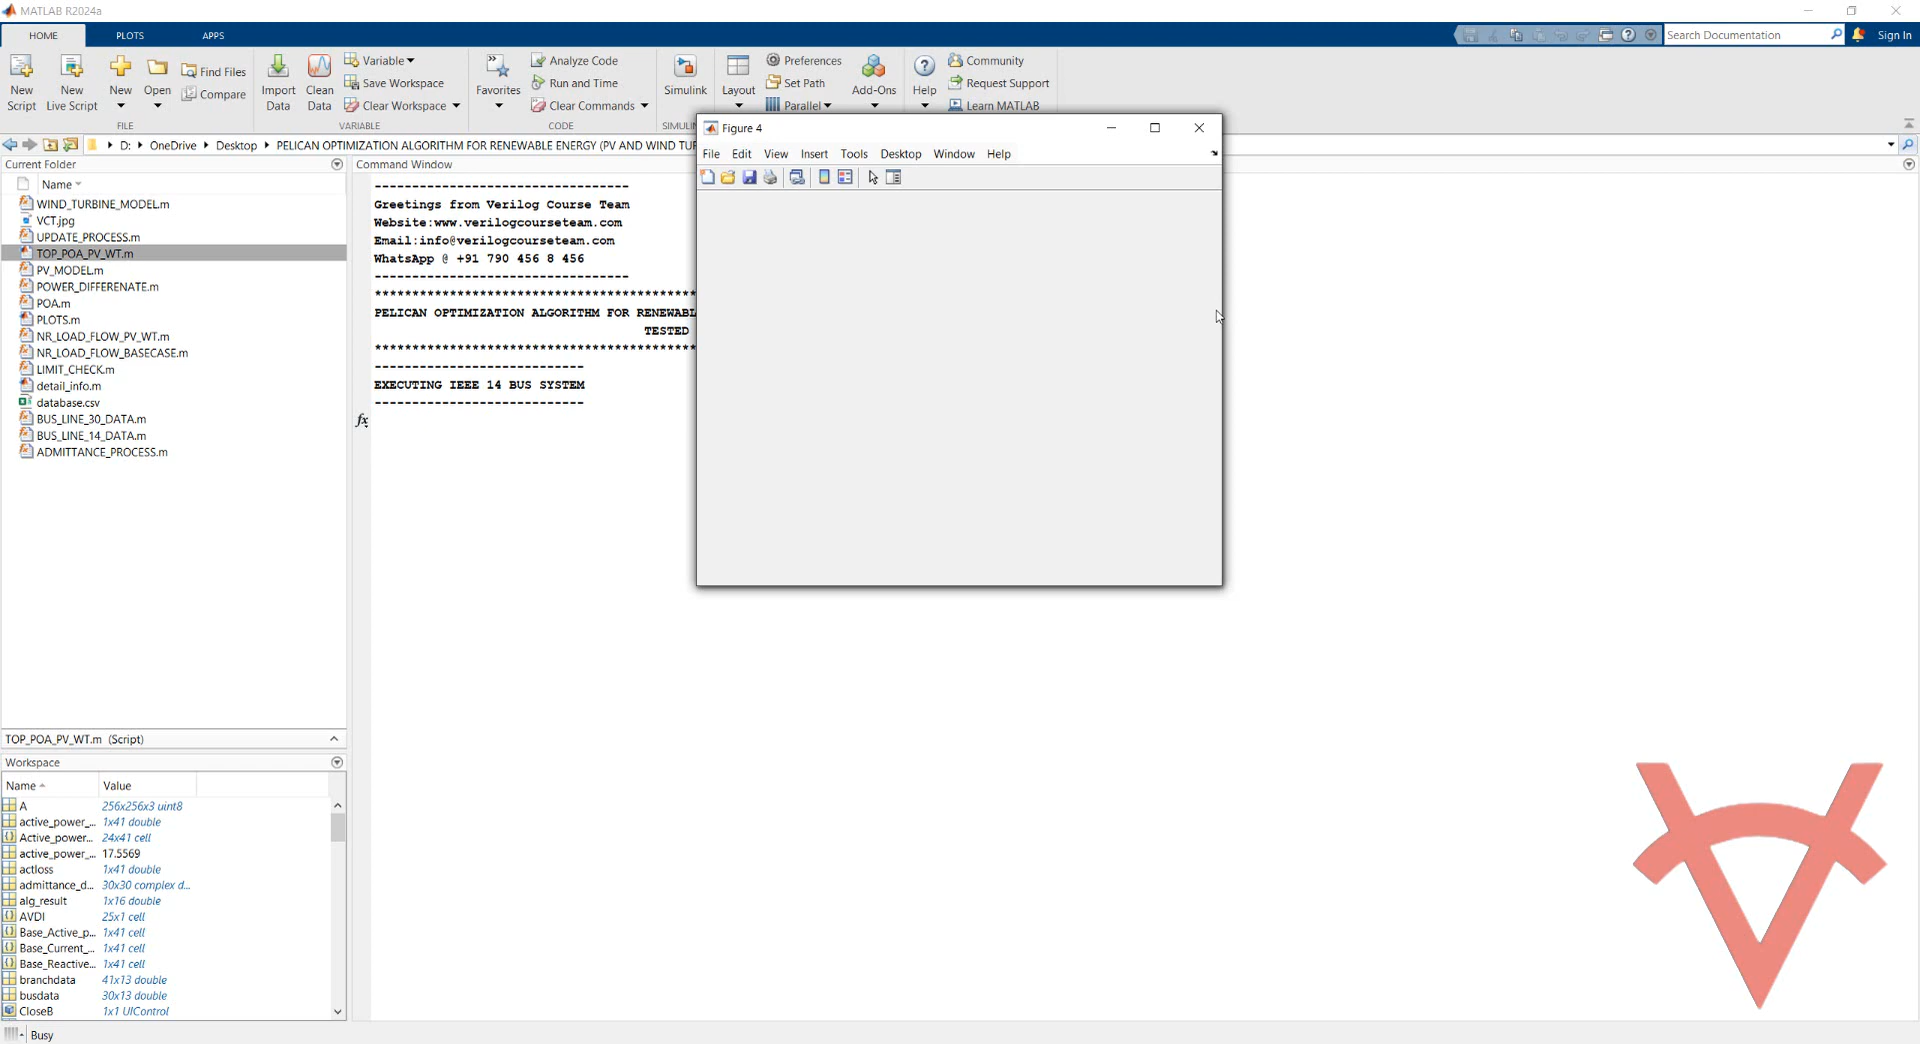 MATLAB R2024a
HOME PLOTS APPS
Search Documentation Sign In
New Script
New Live Script
New
Open
Find Files
Compare
FILE
Import Data
Clean Data
Variable
Save Workspace
Clear Workspace
VARIABLE
Favorites
Analyze Code
Run and Time
Clear Commands
CODE
Simulink
SIMULIN
Layout
Preferences
Set Path
Parallel
Add-Ons
Help
Community
Request Support
Learn MATLAB
D: OneDrive Desktop PELICAN OPTIMIZATION ALGORITHM FOR RENEWABLE ENERGY (PV AND WIND TUR
Current Folder
Name
WIND_TURBINE_MODEL.m
VCT.jpg
UPDATE_PROCESS.m
TOP_POA_PV_WT.m
PV_MODEL.m
POWER_DIFFERENATE.m
POA.m
PLOTS.m
NR_LOAD_FLOW_PV_WT.m
NR_LOAD_FLOW_BASECASE.m
LIMIT_CHECK.m
detail_info.m
database.csv
BUS_LINE_30_DATA.m
BUS_LINE_14_DATA.m
ADMITTANCE_PROCESS.m
TOP_POA_PV_WT.m (Script)
Workspace
Name Value
A 256x256x3 uint8
active_power_... 1x41 double
Active_power... 24x41 cell
active_power_... 17.5569
actloss 1x41 double
admittance_d... 30x30 complex d...
alg_result 1x16 double
AVDI 25x1 cell
Base_Active_p... 1x41 cell
Base_Current_... 1x41 cell
Base_Reactive... 1x41 cell
branchdata 41x13 double
busdata 30x13 double
CloseB 1x1 UIControl
Busy
Command Window
----------------------------------
Greetings from Verilog Course Team
Website:www.verilogcourseteam.com
Email:info@verilogcourseteam.com
WhatsApp @ +91 790 456 8 456
----------------------------------
*******************************************
PELICAN OPTIMIZATION ALGORITHM FOR RENEWABL
TESTED
*******************************************
----------------------------
EXECUTING IEEE 14 BUS SYSTEM
----------------------------
fx
Figure 4
File Edit View Insert Tools Desktop Window Help